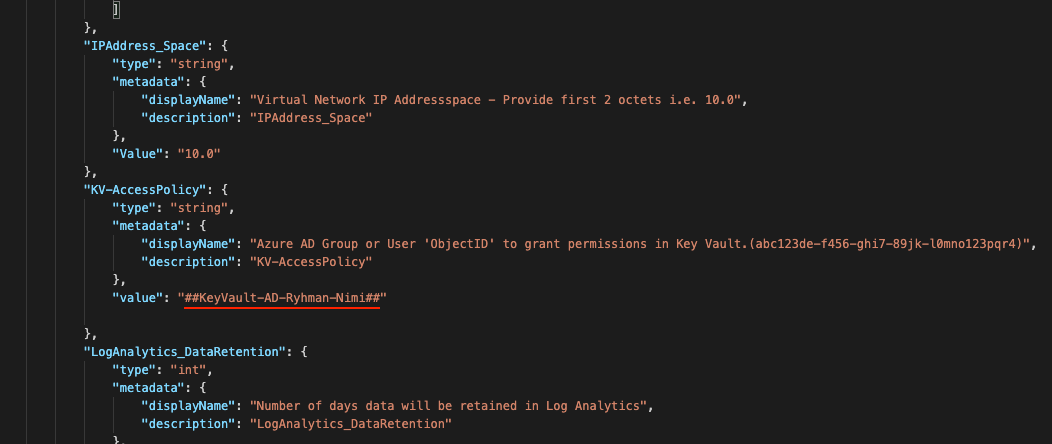 ]
},
"IPAddress_Space": {
"type": "string",
"metadata": {
"displayName": "Virtual Network IP Addressspace – Provide first 2 octets i.e. 10.0",
"description": "IPAddress_Space"
},
"Value": "10.0"
},
"KV-AccessPolicy": {
"type": "string",
"metadata": {
"displayName": "Azure AD Group or User 'ObjectID' to grant permissions in Key Vault.(abc123de-f456-ghi7-89jk-l0mno123pqr4)",
"description": "KV-AccessPolicy"
},
"value": "##KeyVault-AD-Ryhman-Nimi##"
},
"LogAnalytics_DataRetention": {
"type": "int",
"metadata": {
"displayName": "Number of days data will be retained in Log Analytics",
"description": "LogAnalytics_DataRetention"
},